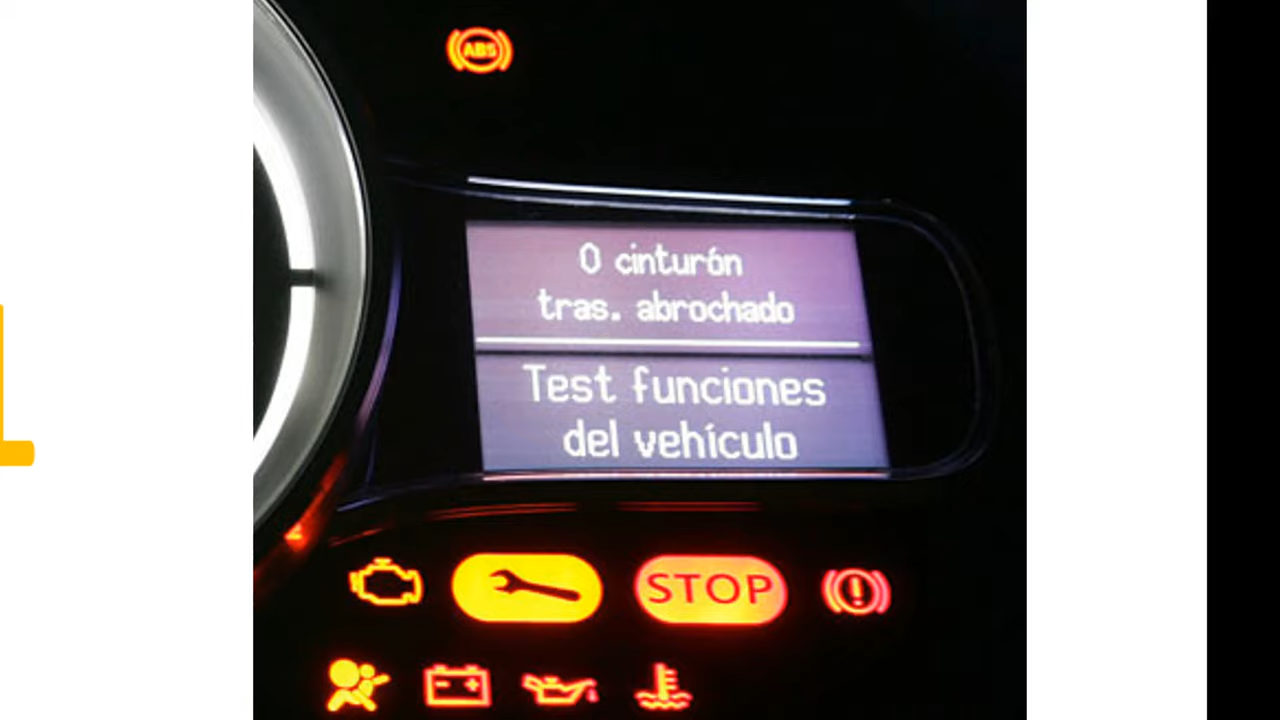 ABS
0 cinturón
tras. abrochado
Test funciones
del vehículo
STOP